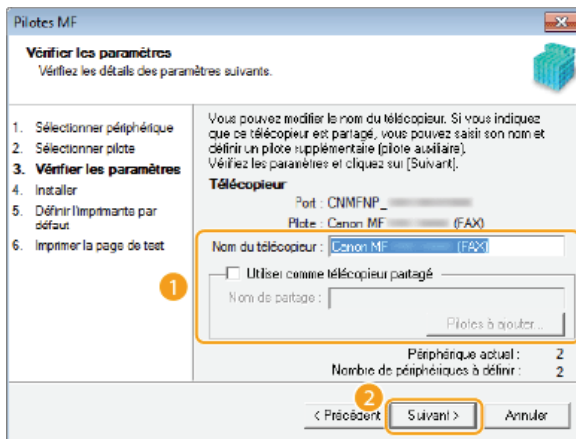 Pilotes MF
Vérifier les paramètres
Vérifiez les détails des paramètres suivants.
1. Sélectionner périphérique
2. Sélectionner pilote
3. Vérifier les paramètres
4. Installer
5. Définir l'imprimante par
défaut
6. Imprimer la page de test
Vous pouvez modifier le nom du télécopieur. Si vous indiquez
que ce télécopieur est partagé, vous pouvez saisir son nom et
définir un pilote supplémentaire (pilote auxiliaire).
Vérifiez les paramètres et cliquez sur [Suivant].
Télécopieur
Port : CNMFNP_
Pilote : Canon MF (FAX)
Nom du télécopieur : Canon MF (FAX)
1
Utiliser comme télécopieur partagé
Nom de partage :
Pilotes à ajouter...
Périphérique actuel : 2
Nombre de périphériques à définir : 2
2
< Précédent Suivant > Annuler